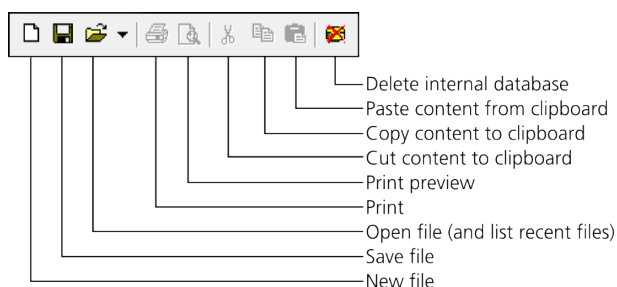 Delete internal database
Paste content from clipboard
Copy content to clipboard
Cut content to clipboard
Print preview
Print
Open file (and list recent files)
Save file
New file